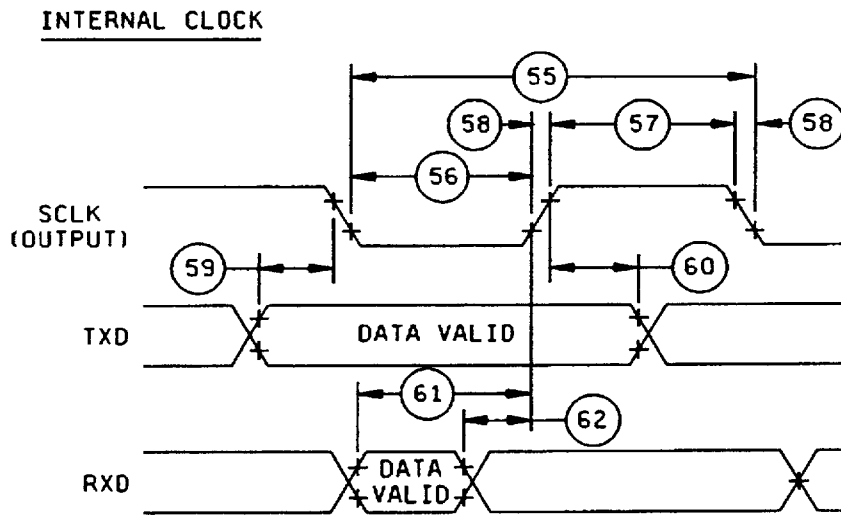 INTERNAL CLOCK
55
58
57
58
56
SCLK
(OUTPUT)
59
60
TXD
DATA VALID
61
62
RXD
DATA
VALID